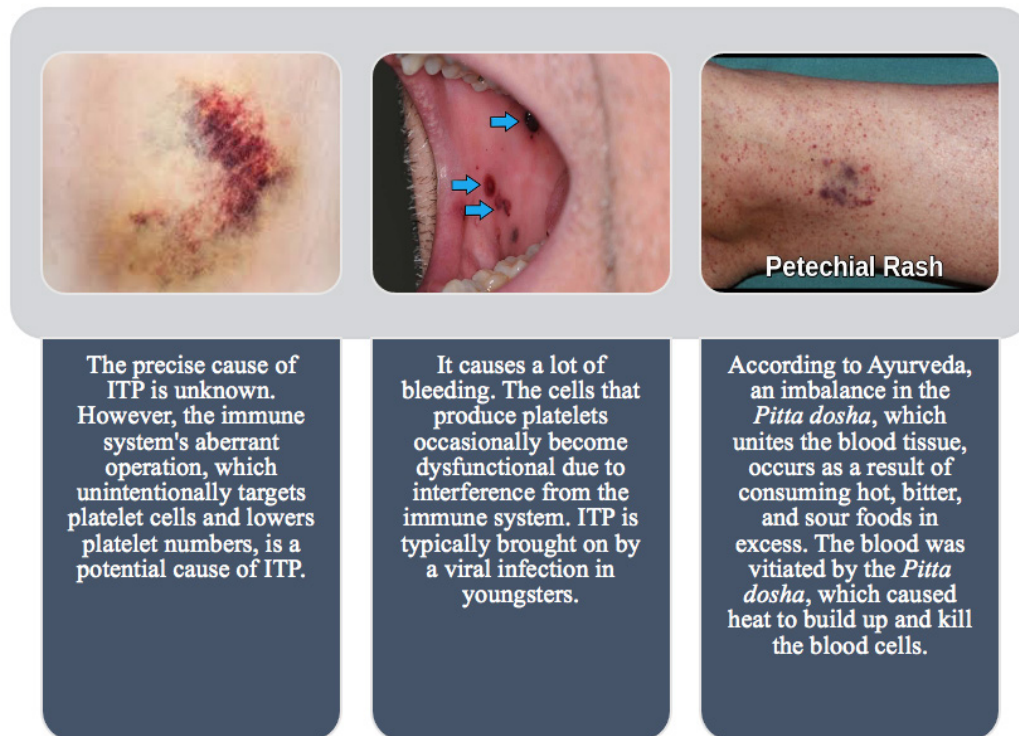 Petechial Rash
The precise cause of
ITP is unknown.
However, the immune
system's aberrant
operation, which
unintentionally targets
platelet cells and lowers
platelet numbers, is a
potential cause of ITP.
It causes a lot of
bleeding. The cells that
produce platelets
occasionally become
dysfunctional due to
interference from the
immune system. ITP is
typically brought on by
a viral infection in
youngsters.
According to Ayurveda,
an imbalance in the
Pitta dosha, which
unites the blood tissue,
occurs as a result of
consuming hot, bitter,
and sour foods in
excess. The blood was
vitiated by the Pitta
dosha, which caused
heat to build up and kill
the blood cells.